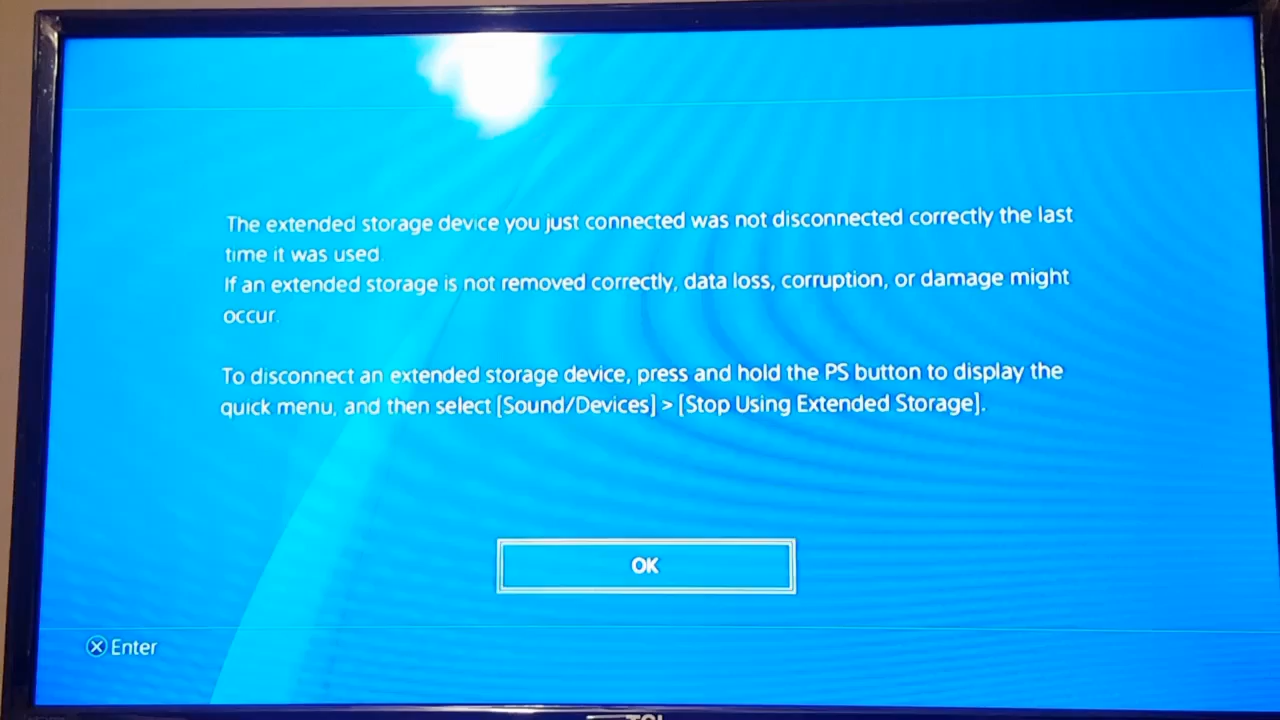 The extended storage device you just connected was not disconnected correctly the last
time it was used.
If an extended storage is not removed correctly, data loss, corruption, or damage might
occur.
To disconnect an extended storage device, press and hold the PS button to display the
quick menu, and then select [Sound/Devices] > [Stop Using Extended Storage].
OK
Enter